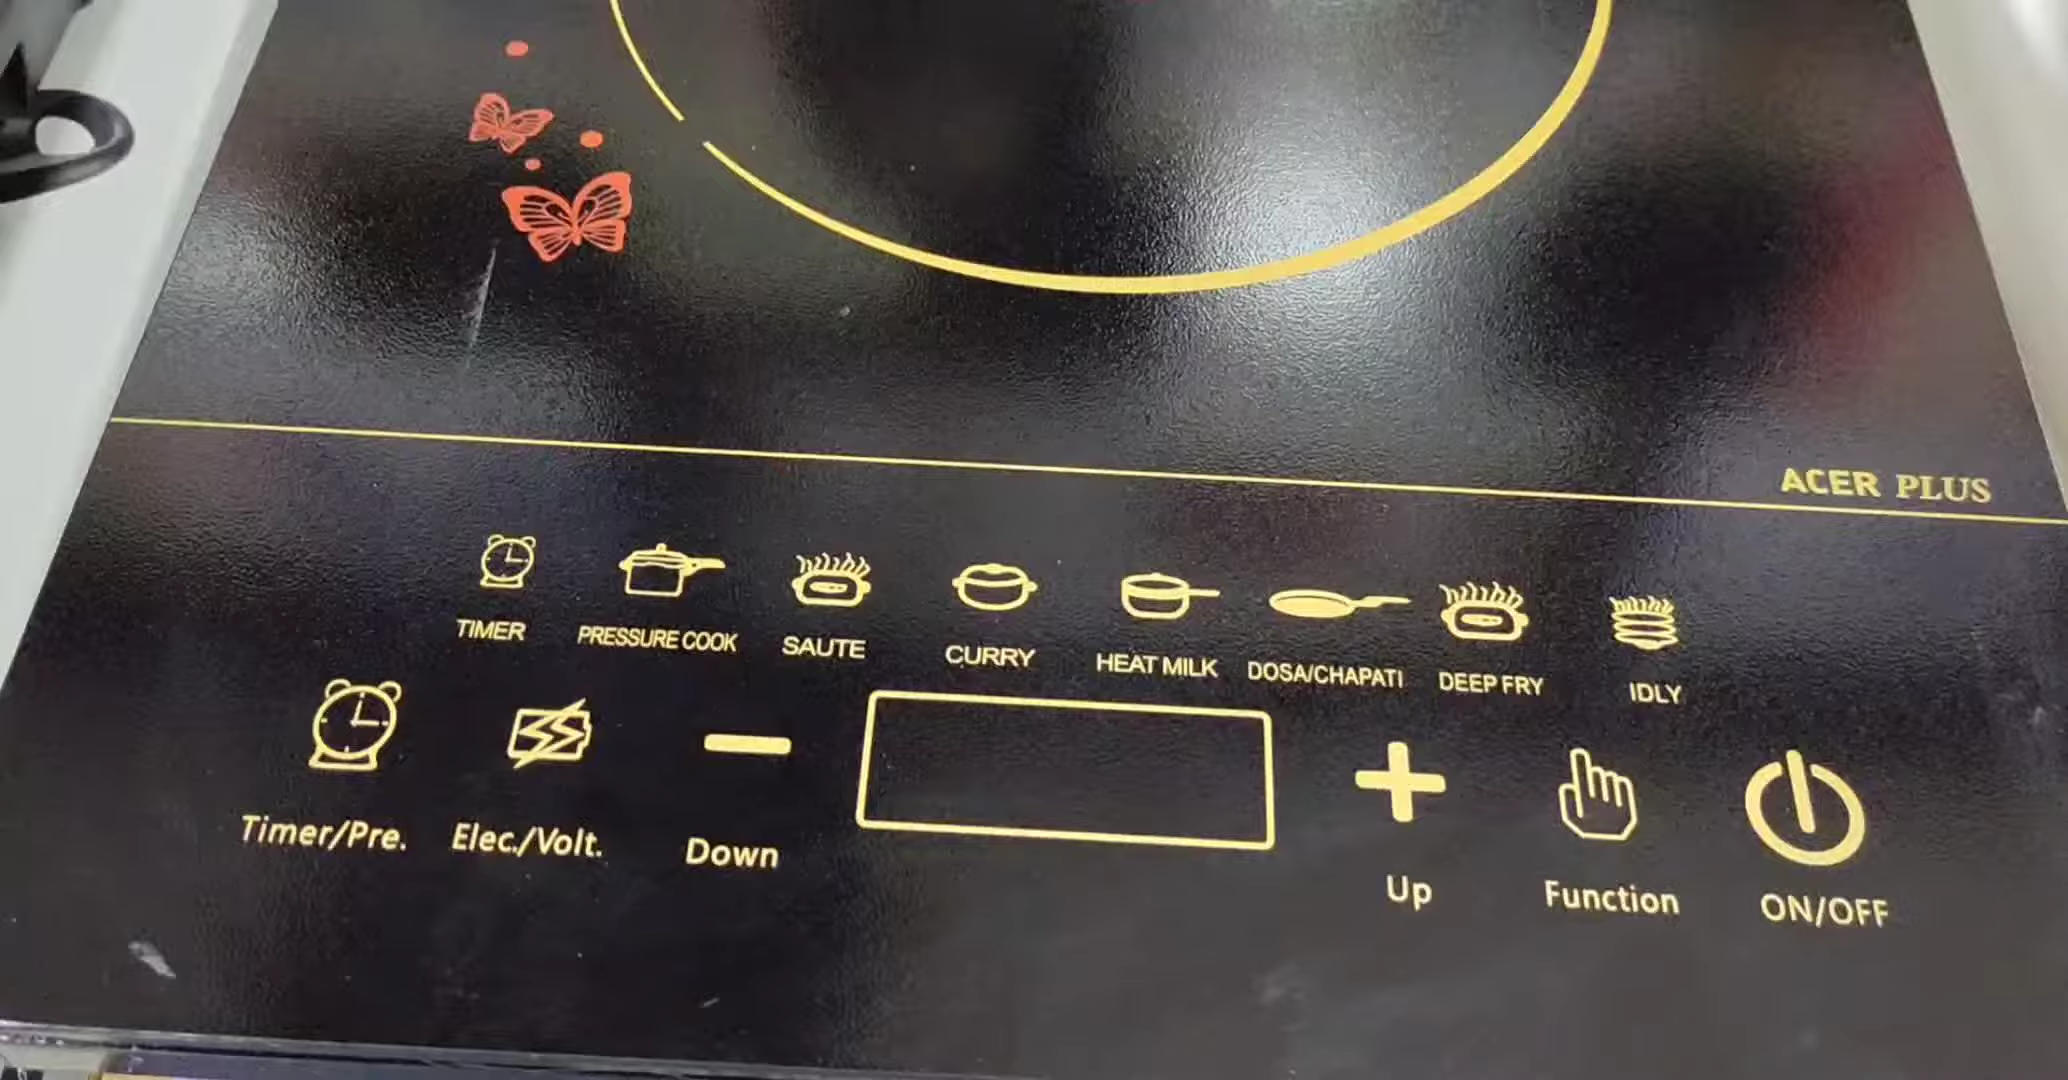 ACER PLUS
TIMER PRESSURE COOK SAUTE CURRY HEAT MILK DOSA/CHAPATI DEEP FRY IDLY
Timer/Pre. Elec./Volt. Down Up Function ON/OFF